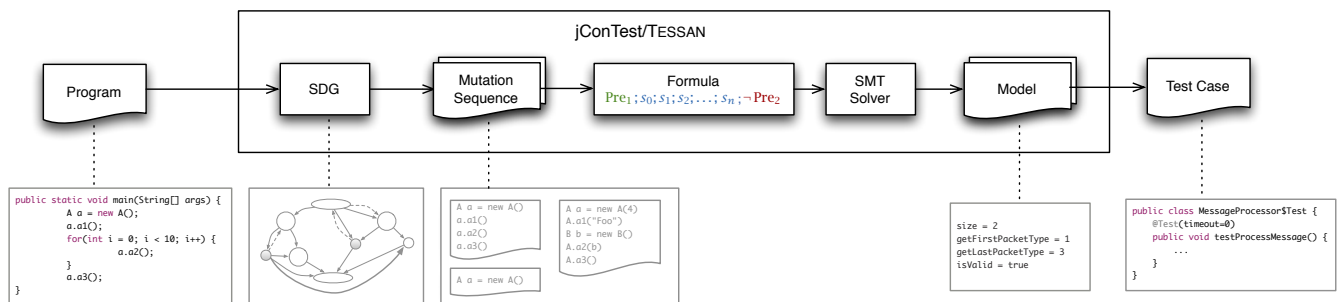 jConTest/TESSAN
Program
SDG
Mutation
Sequence
Formula
Pre₁;s₀;s₁;s₂;…;sₙ;¬Pre₂
SMT
Solver
Model
Test Case
public static void main(String[] args) {
A a = new A();
a.a1();
for(int i = 0; i < 10; i++) {
a.a2();
}
a.a3();
}
A a = new A()
a.a1()
a.a2()
a.a3()
A a = new A()
A a = new A(4)
A.a1("Foo")
B b = new B()
A.a2(b)
A.a3()
size = 2
getFirstPacketType = 1
getLastPacketType = 3
isValid = true
public class MessageProcessor$Test {
@Test(timeout=0)
public void testProcessMessage() {
...
}
}